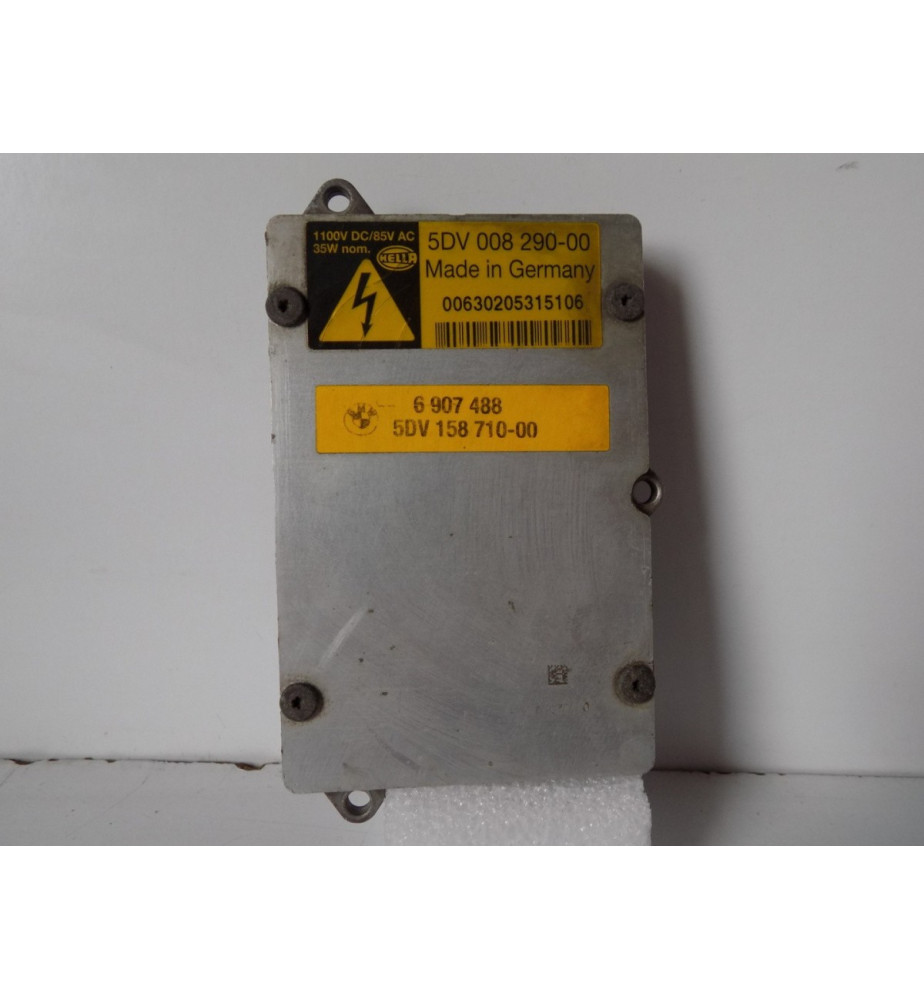 1100V DC/85V AC
35W nom.
HELLA
5DV 008 290-00
Made in Germany
00630205315106
BMW
6 907 488
5DV 158 710-00